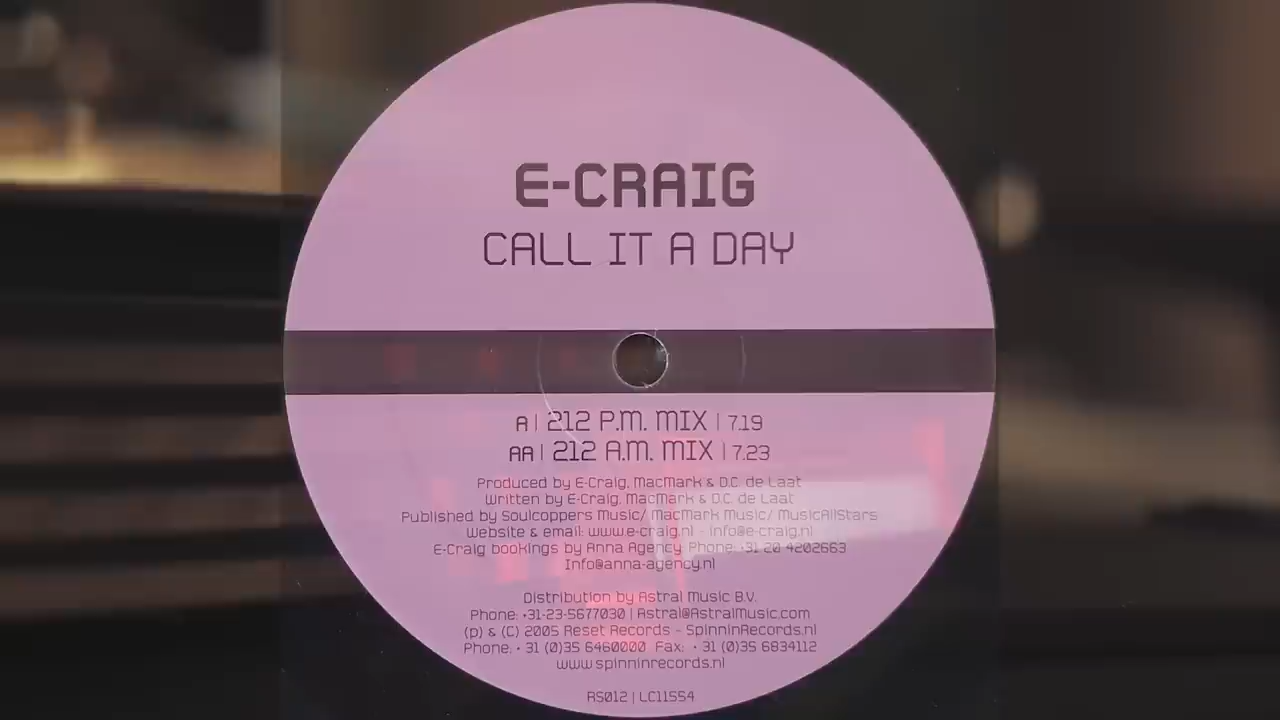 E-CRAIG
CALL IT A DAY
A | 212 P.M. MIX | 7.19
AA | 212 A.M. MIX | 7.23
Produced by E-Craig, MacMark & D.C. de Laat
Written by E-Craig, MacMark & D.C. de Laat
Published by Soulcoppers Music/ MacMark Music/ MusicAllStars
Website & email: www.e-craig.nl - info@e-craig.nl
E-Craig bookings by Anna Agency. Phone: +31 20 4202663
Info@anna-agency.nl
Distribution by Astral Music B.V.
Phone: +31-23-5677030 | Astral@AstralMusic.com
(p) & (C) 2005 Reset Records - SpinninRecords.nl
Phone: + 31 (0)35 6460000 Fax: + 31 (0)35 6834112
www.spinninrecords.nl
RS012 | LC11554